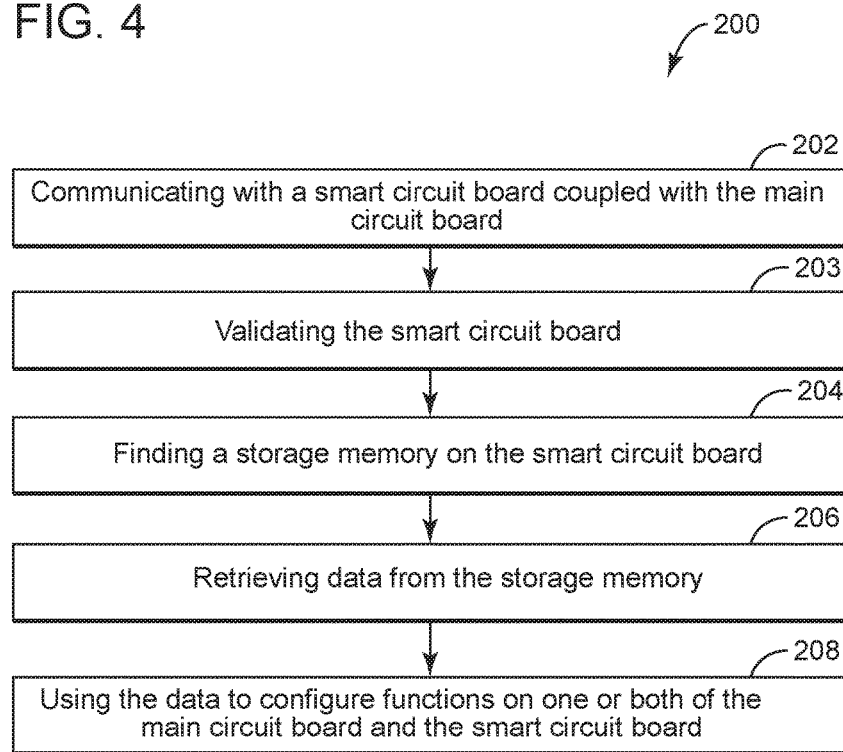 FIG. 4
200
202
Communicating with a smart circuit board coupled with the main
circuit board
203
Validating the smart circuit board
204
Finding a storage memory on the smart circuit board
206
Retrieving data from the storage memory
208
Using the data to configure functions on one or both of the
main circuit board and the smart circuit board